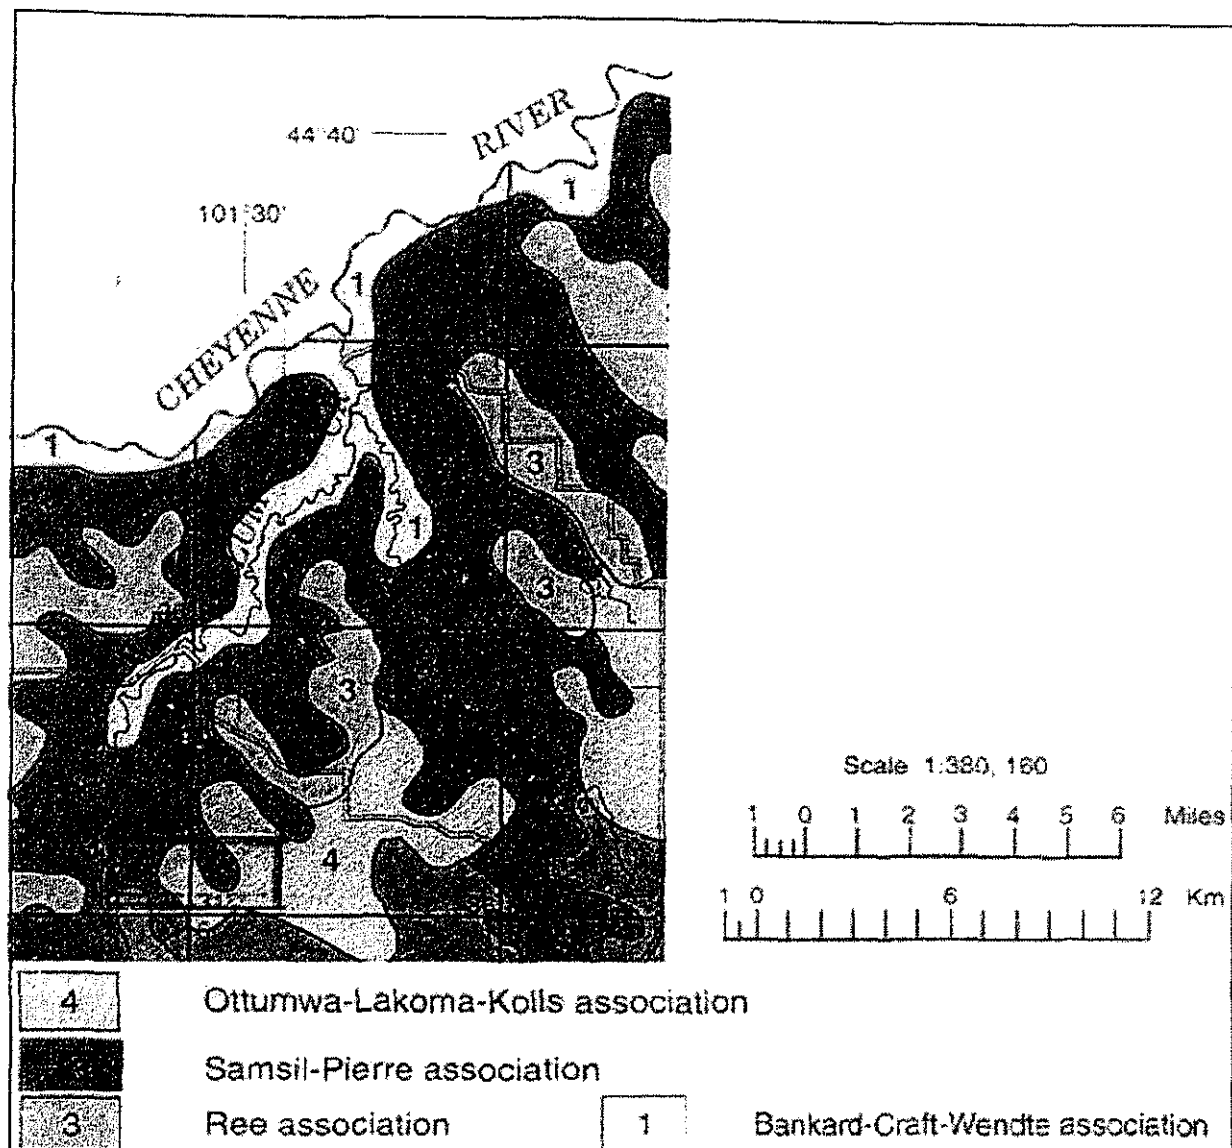 RIVER
44°40'
1
101°30'
1
CHEYENNE
1
3
1
3
3
4
Scale 1:380, 160
1 0 1 2 3 4 5 6 Miles
1 0 6 12 Km
4 Ottumwa-Lakoma-Kolls association
Samsil-Pierre association
3 Ree association 1 Bankard-Craft-Wendte association